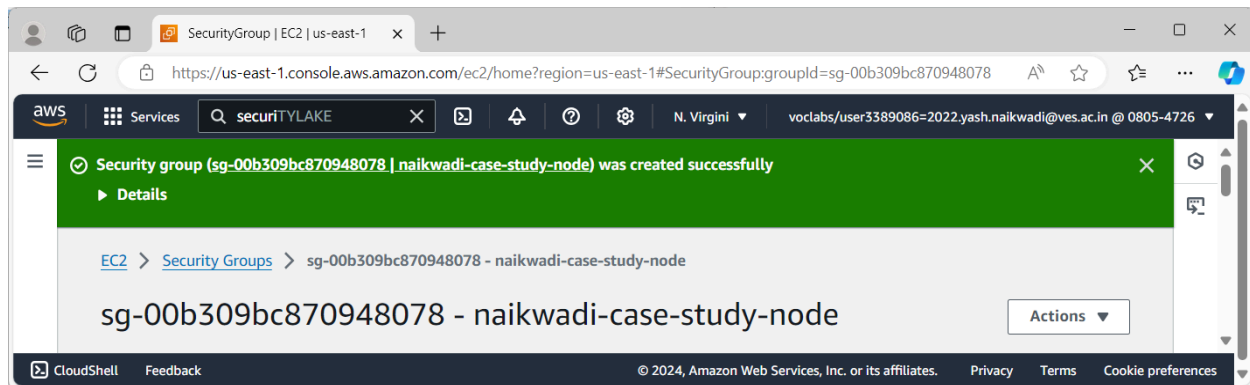 SecurityGroup | EC2 | us-east-1
https://us-east-1.console.aws.amazon.com/ec2/home?region=us-east-1#SecurityGroup:groupId=sg-00b309bc870948078
aws Services securiTYLAKE N. Virgini voclabs/user3389086=2022.yash.naikwadi@ves.ac.in @ 0805-4726
Security group (sg-00b309bc870948078 | naikwadi-case-study-node) was created successfully
Details
EC2 > Security Groups > sg-00b309bc870948078 - naikwadi-case-study-node
sg-00b309bc870948078 - naikwadi-case-study-node Actions
CloudShell Feedback © 2024, Amazon Web Services, Inc. or its affiliates. Privacy Terms Cookie preferences